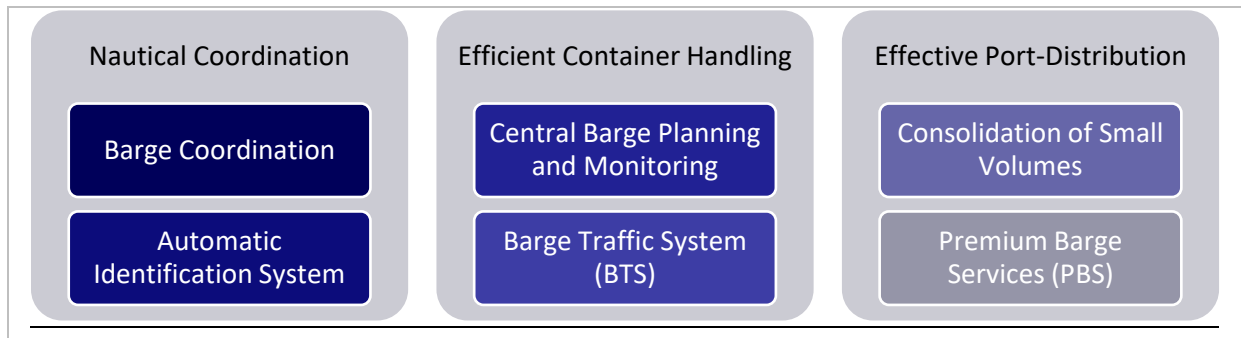 Nautical Coordination
Barge Coordination
Automatic
Identification System
Efficient Container Handling
Central Barge Planning
and Monitoring
Barge Traffic System
(BTS)
Effective Port-Distribution
Consolidation of Small
Volumes
Premium Barge
Services (PBS)